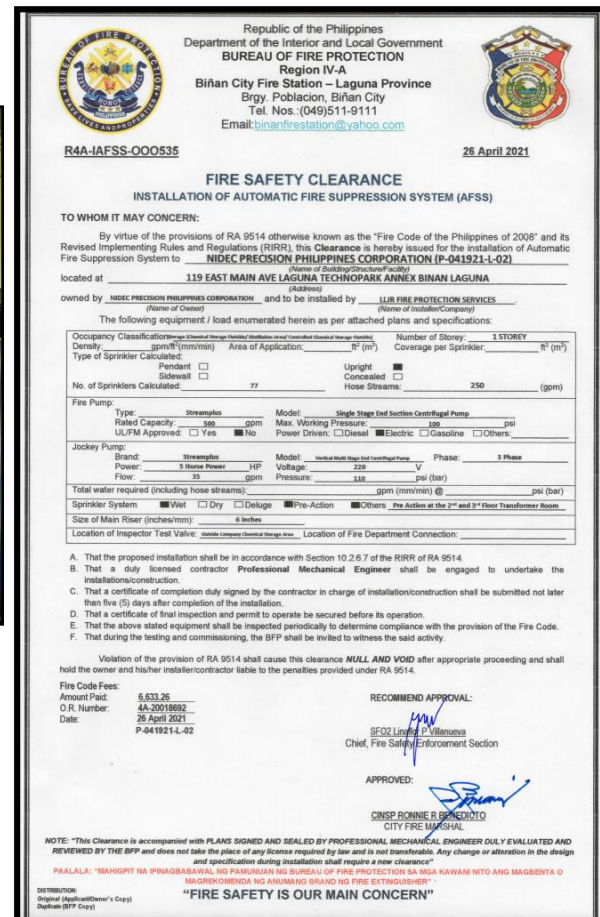 Republic of the Philippines
Department of the Interior and Local Government
BUREAU OF FIRE PROTECTION
Region IV-A
Biñan City Fire Station – Laguna Province
Brgy. Poblacion, Biñan City
Tel. Nos.:(049)511-9111
Email:binanfirestation@yahoo.com
BUREAU OF FIRE PROTECTION
SAVE LIVES AND PROPERTIES
R4A-IAFSS-OOO535 26 April 2021
FIRE SAFETY CLEARANCE
INSTALLATION OF AUTOMATIC FIRE SUPPRESSION SYSTEM (AFSS)
TO WHOM IT MAY CONCERN:
By virtue of the provisions of RA 9514 otherwise known as the "Fire Code of the Philippines of 2008" and its
Revised Implementing Rules and Regulations (RIRR), this Clearance is hereby issued for the installation of Automatic
Fire Suppression System to NIDEC PRECISION PHILIPPINES CORPORATION (P-041921-L-02)
(Name of Building/Structure/Facility)
located at 119 EAST MAIN AVE LAGUNA TECHNOPARK ANNEX BINAN LAGUNA
(Address)
owned by NIDEC PRECISION PHILIPPINES CORPORATION and to be installed by LLJR FIRE PROTECTION SERVICES.
(Name of Owner) (Name of installer/Company)
The following equipment / load enumerated herein as per attached plans and specifications:
Occupancy Classification: Storage (Chemical Storage Outside/ Distillation Area/ Controlled Chemical Storage Outside) Number of Storey: 1 STOREY
Density: gpm/ft²(mm/min) Area of Application: ft² (m²) Coverage per Sprinkler: ft² (m²)
Type of Sprinkler Calculated:
Pendant ☐ Upright ■
Sidewall ☐ Concealed ☐
No. of Sprinklers Calculated: 77 Hose Streams: 250 (gpm)
Fire Pump:
Type: Streamplus Model: Single Stage End Suction Centrifugal Pump
Rated Capacity: 500 gpm Max. Working Pressure: 100 psi
UL/FM Approved: ☐ Yes ■ No Power Driven: ☐ Diesel ■ Electric ☐ Gasoline ☐ Others:
Jockey Pump:
Brand: Streamplus Model: Vertical Multi Stage End Centrifugal Pump Phase: 3 Phase
Power: 5 Horse Power HP Voltage: 220 V
Flow: 35 gpm Pressure: 110 psi (bar)
Total water required (including hose streams): gpm (mm/min) @ psi (bar)
Sprinkler System ■ Wet ☐ Dry ☐ Deluge ■ Pre-Action ■ Others Pre Action at the 2nd and 3rd Floor Transformer Room
Size of Main Riser (inches/mm): 6 inches
Location of Inspector Test Valve: Outside Company Chemical Storage Area Location of Fire Department Connection:
A. That the proposed installation shall be in accordance with Section 10.2.6.7 of the RIRR of RA 9514.
B. That a duly licensed contractor Professional Mechanical Engineer shall be engaged to undertake the
installations/construction.
C. That a certificate of completion duly signed by the contractor in charge of installation/construction shall be submitted not later
than five (5) days after completion of the installation.
D. That a certificate of final inspection and permit to operate be secured before its operation.
E. That the above stated equipment shall be inspected periodically to determine compliance with the provision of the Fire Code.
F. That during the testing and commissioning, the BFP shall be invited to witness the said activity.
Violation of the provision of RA 9514 shall cause this clearance NULL AND VOID after appropriate proceeding and shall
hold the owner and his/her installer/contractor liable to the penalties provided under RA 9514.
Fire Code Fees:
Amount Paid: 6,633.26
O.R. Number: 4A-20018692
Date: 26 April 2021
P-041921-L-02
RECOMMEND APPROVAL:
SFO2 Linaflor P Villanueva
Chief, Fire Safety Enforcement Section
APPROVED:
CINSP RONNIE R BENEDICTO
CITY FIRE MARSHAL
NOTE: "This Clearance is accompanied with PLANS SIGNED AND SEALED BY PROFESSIONAL MECHANICAL ENGINEER DULY EVALUATED AND
REVIEWED BY THE BFP and does not take the place of any license required by law and is not transferable. Any change or alteration in the design
and specification during installation shall require a new clearance"
PAALALA: "MAHIGPIT NA IPINAGBABAWAL NG PAMUNUAN NG BUREAU OF FIRE PROTECTION SA MGA KAWANI NITO ANG MAGBENTA O
MAGREKOMENDA NG ANUMANG BRAND NG FIRE EXTINGUISHER"
DISTRIBUTION:
Original (Applicant/Owner's Copy)
Duplicate (BFP Copy)
"FIRE SAFETY IS OUR MAIN CONCERN"